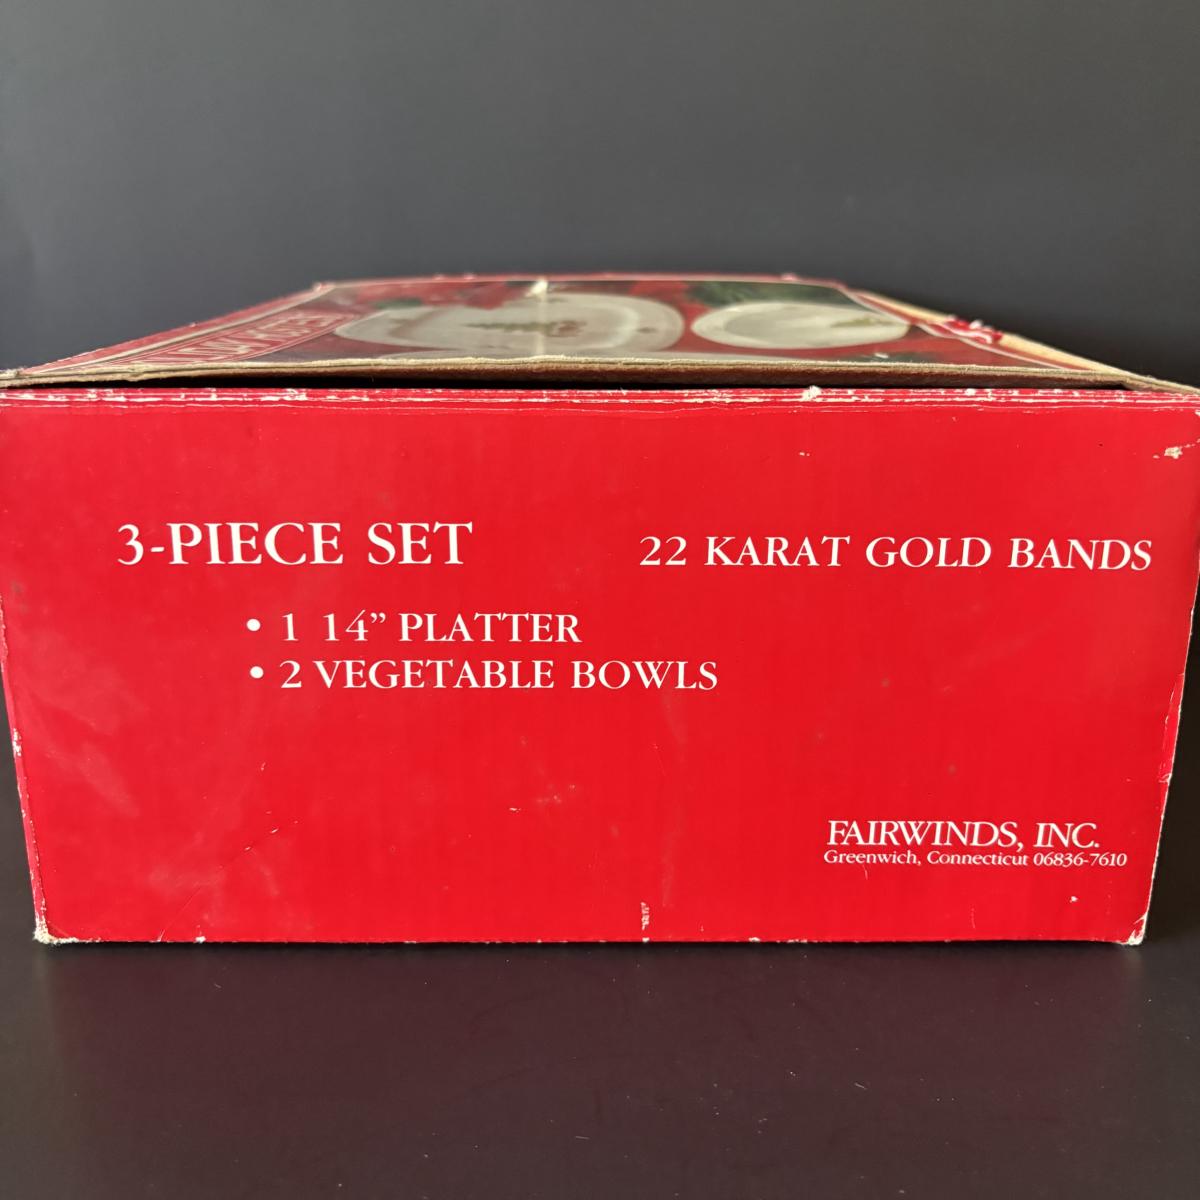 3-PIECE SET
22 KARAT GOLD BANDS
• 1 14” PLATTER
• 2 VEGETABLE BOWLS
FAIRWINDS, INC.
Greenwich, Connecticut 06836-7610